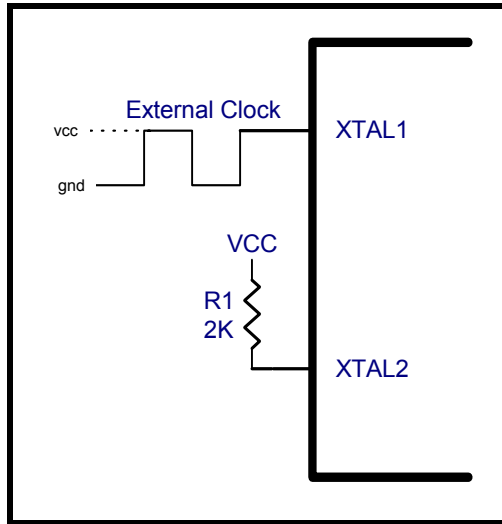 External Clock
vcc
XTAL1
gnd
VCC
R1
2K
XTAL2